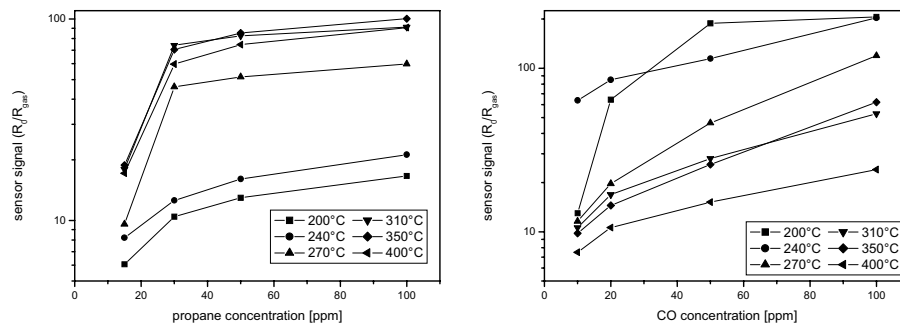 100
10
sensor signal (R₀/R_gas)
200°C 310°C
240°C 350°C
270°C 400°C
0 20 40 60 80 100
propane concentration [ppm]
100
10
sensor signal (R₀/R_gas)
200°C 310°C
240°C 350°C
270°C 400°C
0 20 40 60 80 100
CO concentration [ppm]